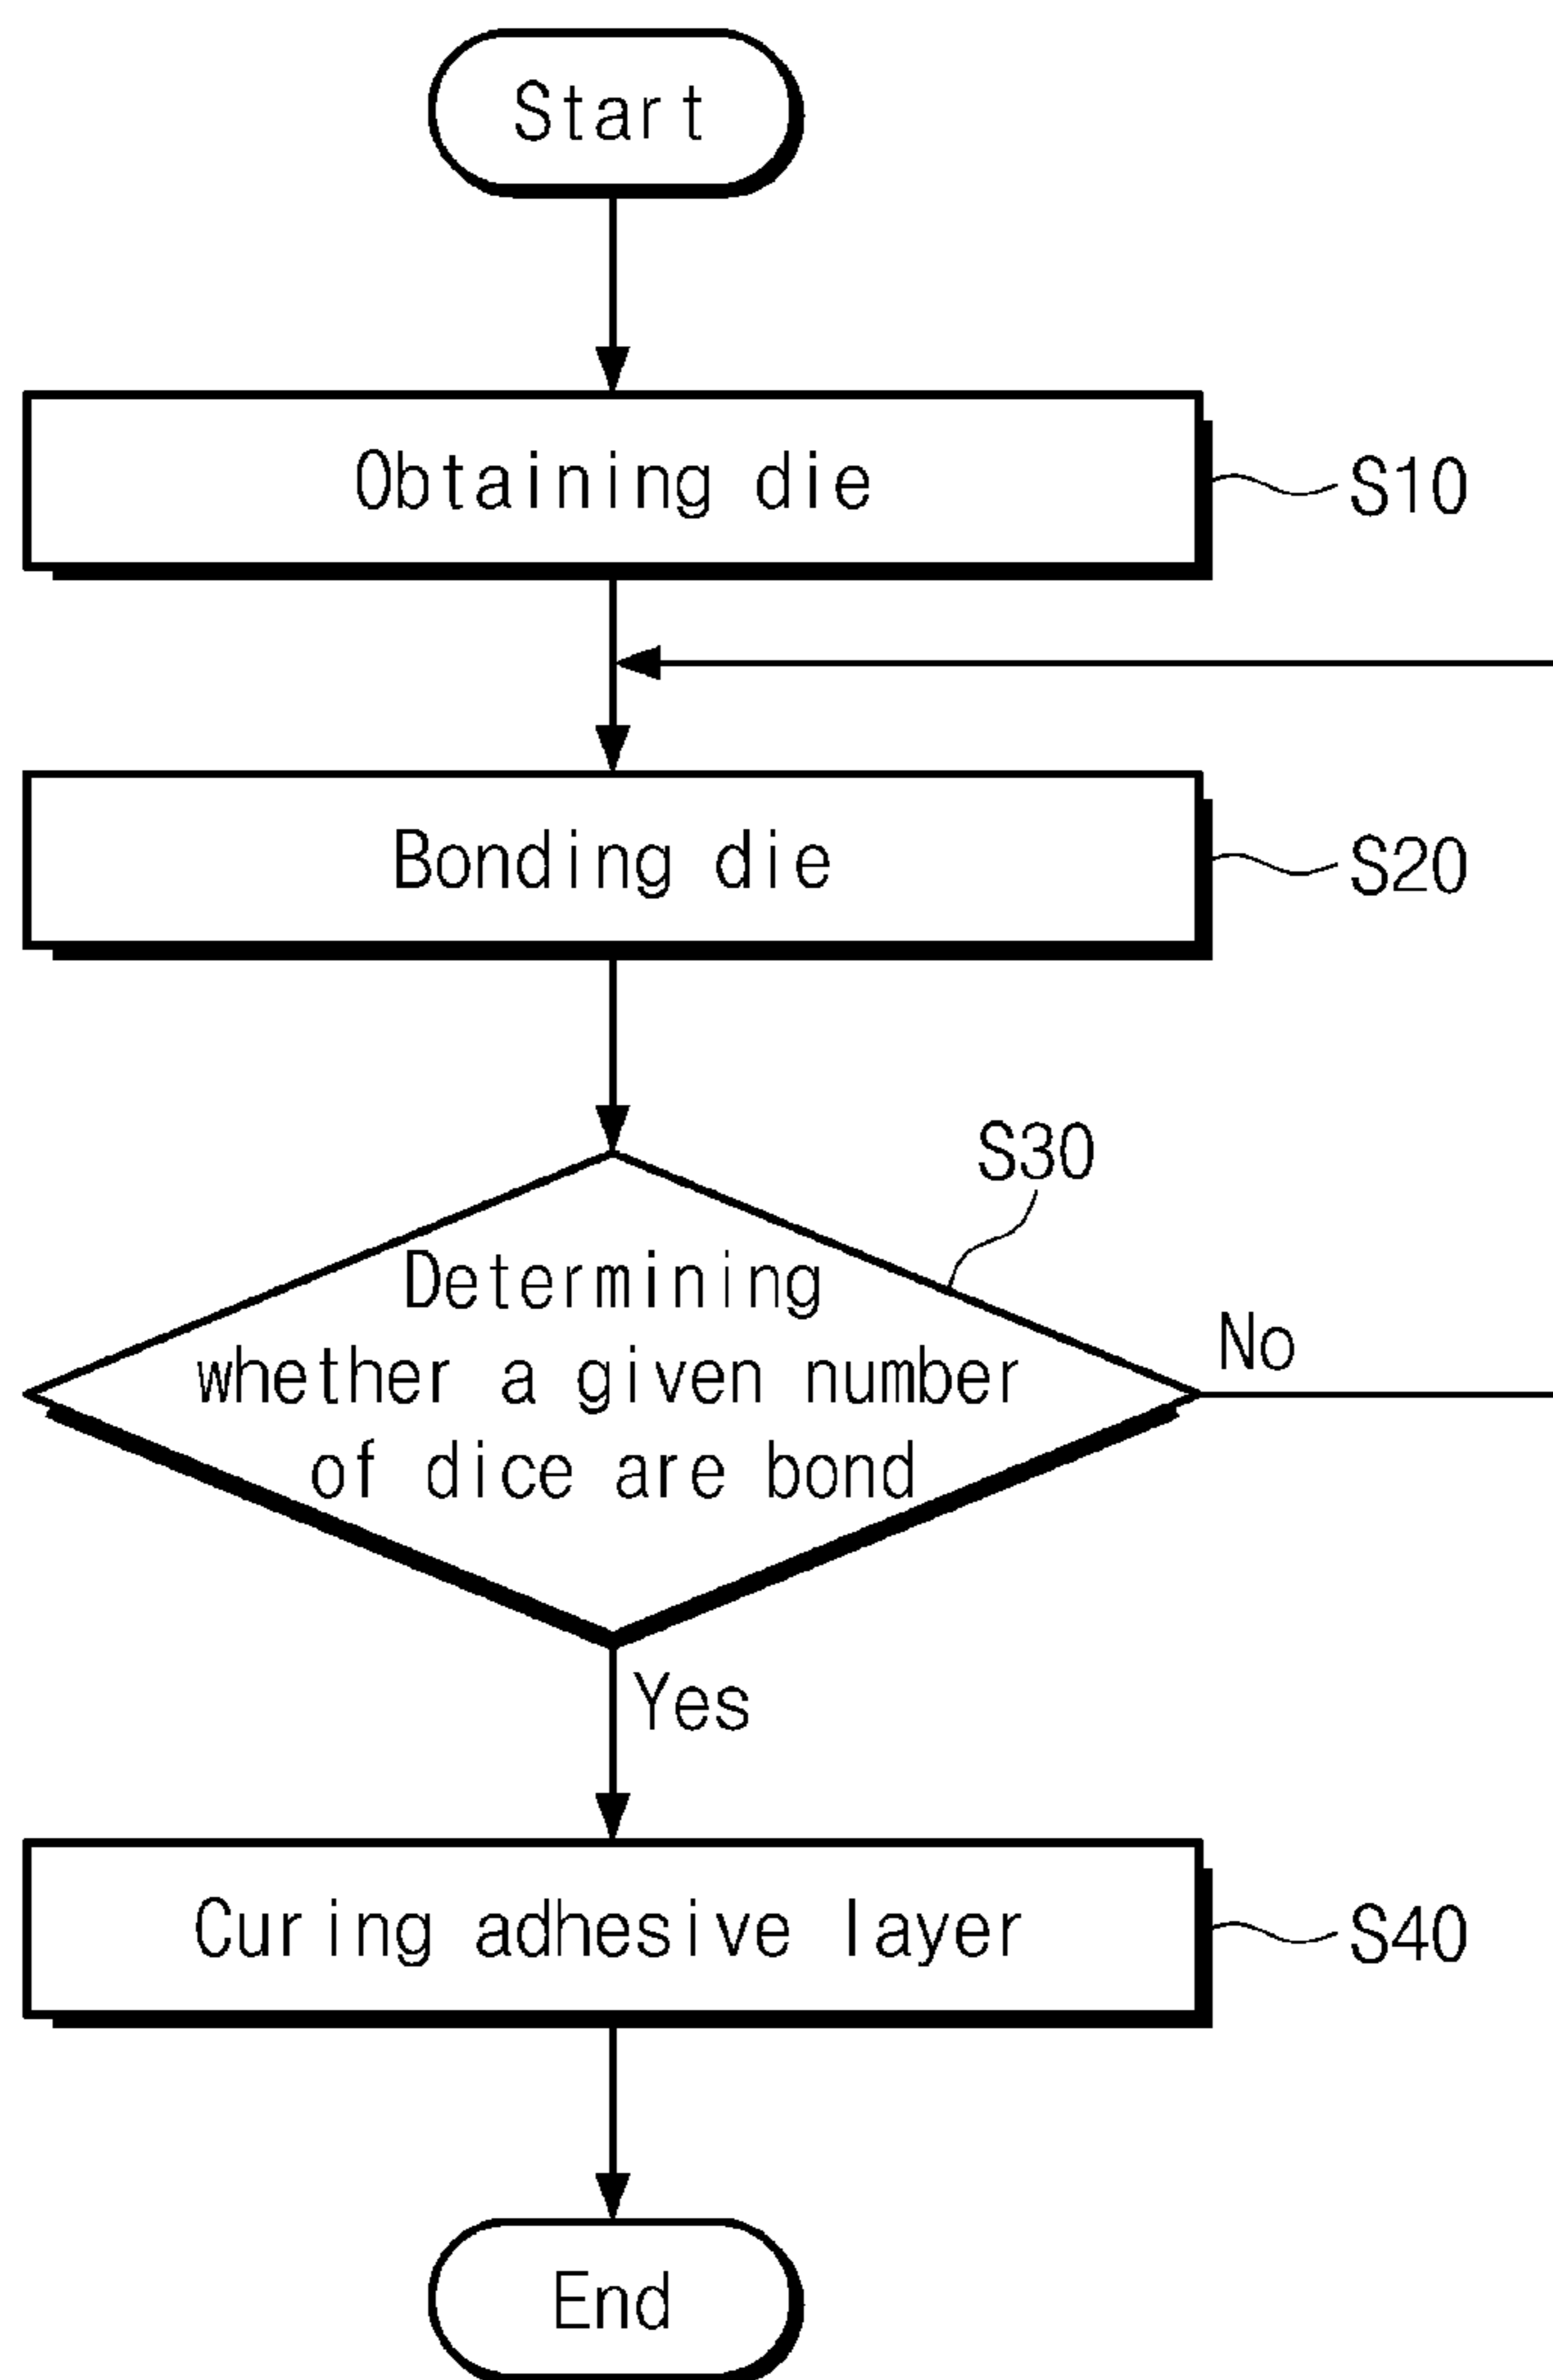 Start
Obtaining die
S10
Bonding die
S20
S30
Determining
whether a given number
of dice are bond
No
Yes
Curing adhesive layer
S40
End